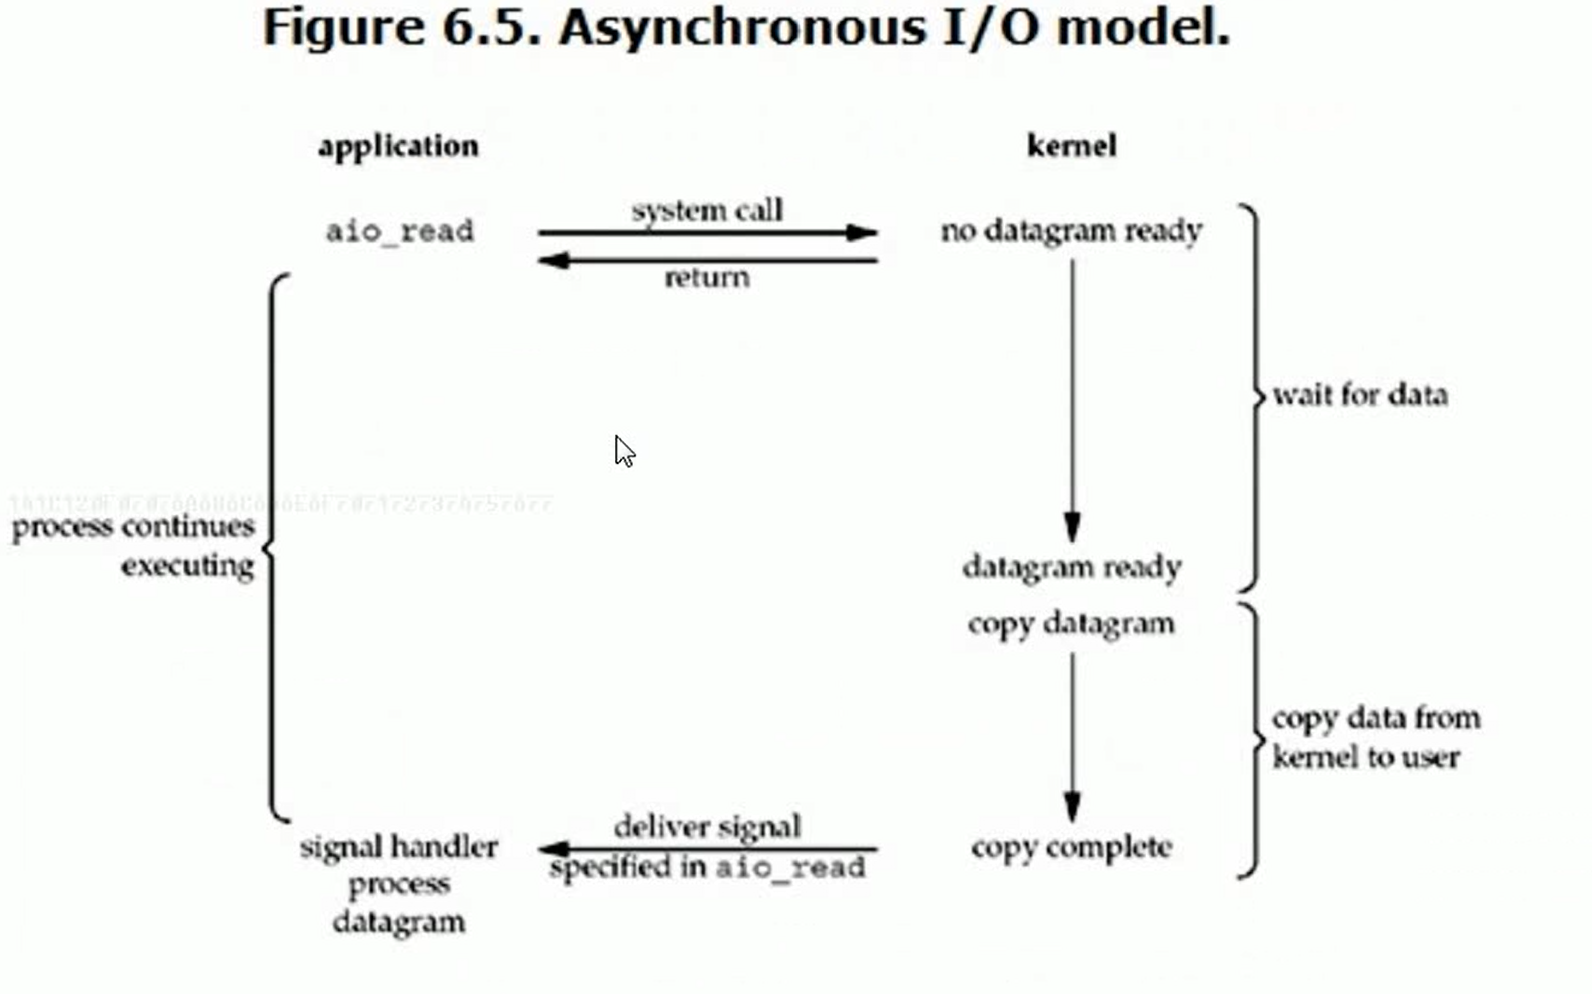 Figure 6.5. Asynchronous I/O model.
application
kernel
system call
aio_read
no datagram ready
return
wait for data
process continues
executing
datagram ready
copy datagram
copy data from
kernel to user
deliver signal
signal handler
copy complete
specified in aio_read
process
datagram